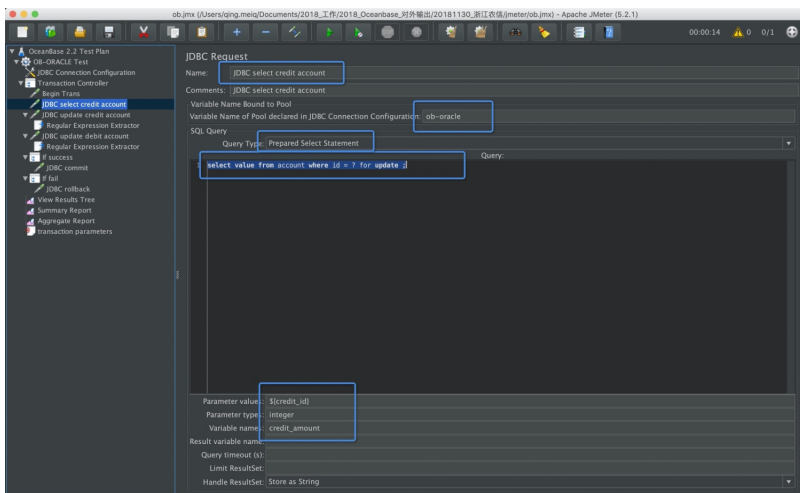 ob.jmx (/Users/qing.meiq/Documents/2018_工作/2018_Oceanbase_对外输出/20181130_浙江农信/jmeter/ob.jmx) - Apache JMeter (5.2.1)
00:00:14 0 0/1
OceanBase 2.2 Test Plan
OB-ORACLE Test
JDBC Connection Configuration
Transaction Controller
Begin Trans
JDBC select credit account
JDBC update credit account
Regular Expression Extractor
JDBC update debit account
Regular Expression Extractor
If success
JDBC commit
If fail
JDBC rollback
View Results Tree
Summary Report
Aggregate Report
transaction parameters
JDBC Request
Name: JDBC select credit account
Comments: JDBC select credit account
Variable Name Bound to Pool
Variable Name of Pool declared in JDBC Connection Configuration: ob-oracle
SQL Query
Query Type: Prepared Select Statement
Query:
1 select value from account where id = ? for update ;
Parameter values: ${credit_id}
Parameter types: integer
Variable names: credit_amount
Result variable name:
Query timeout (s):
Limit ResultSet:
Handle ResultSet: Store as String